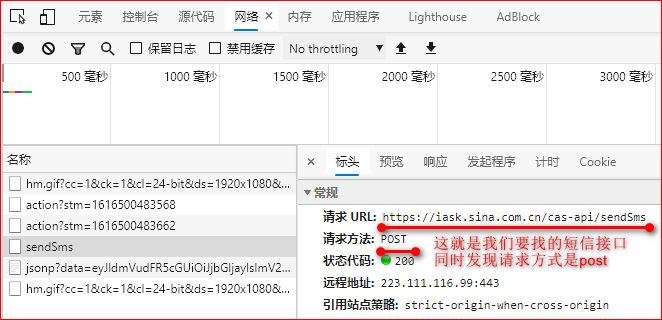 元素 控制台 源代码 网络 内存 应用程序 Lighthouse AdBlock
保留日志 禁用缓存 No throttling
500 毫秒 1000 毫秒 1500 毫秒 2000 毫秒 2500 毫秒 3000 毫秒
名称
hm.gif?cc=1&ck=1&cl=24-bit&ds=1920x1080&...
action?stm=1616500483568
action?stm=1616500483662
sendSms
jsonp?data=eyJldmVudFR5cGUiOiJjbGljayIsImV2...
hm.gif?cc=1&ck=1&cl=24-bit&ds=1920x1080&...
标头 预览 响应 发起程序 计时 Cookie
常规
请求 URL: https://iask.sina.com.cn/cas-api/sendSms
请求方法: POST
状态代码: 200
远程地址: 223.111.116.99:443
引用站点策略: strict-origin-when-cross-origin
这就是我们要找的短信接口
同时发现请求方式是post